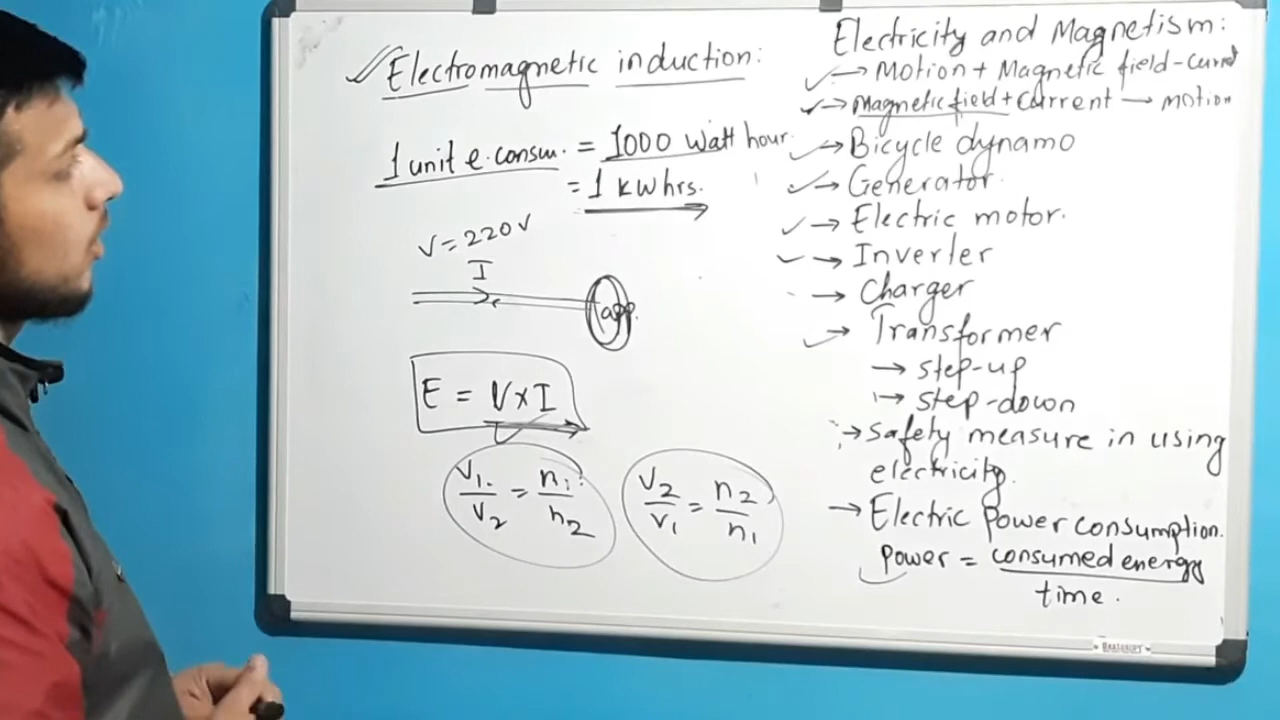 Electromagnetic induction:
1 unit e. consum. = 1000 Watt hour.
= 1 kW hrs.
V = 220V
I
app.
E = V×I
V1/V2 = n1/n2
V2/V1 = n2/n1
Electricity and Magnetism:
→ Motion + Magnetic field - current
→ Magnetic field + Current → motion
→ Bicycle dynamo
→ Generator.
→ Electric motor.
→ Inverter
→ Charger
→ Transformer
→ step-up
→ step-down
→ Safety measure in using
electricity.
→ Electric Power consumption.
Power = consumed energy
time.